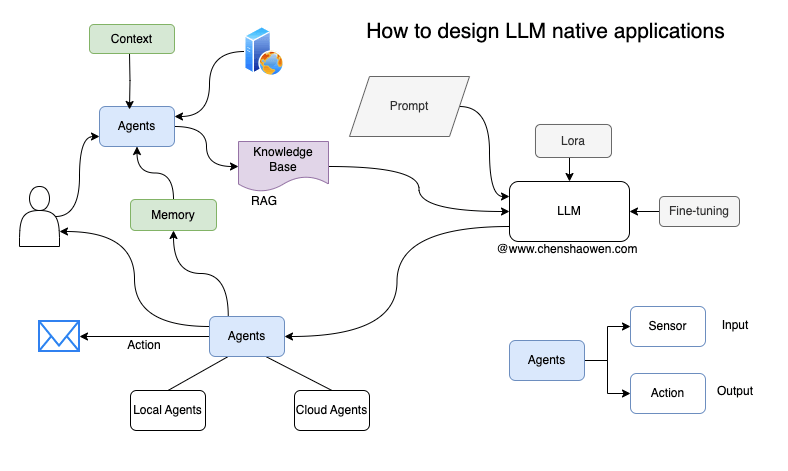 How to design LLM native applications
Context
Agents
Prompt
Knowledge
Base
RAG
Lora
Memory
LLM
Fine-tuning
@www.chenshaowen.com
Agents
Action
Local Agents
Cloud Agents
Agents
Sensor
Input
Action
Output